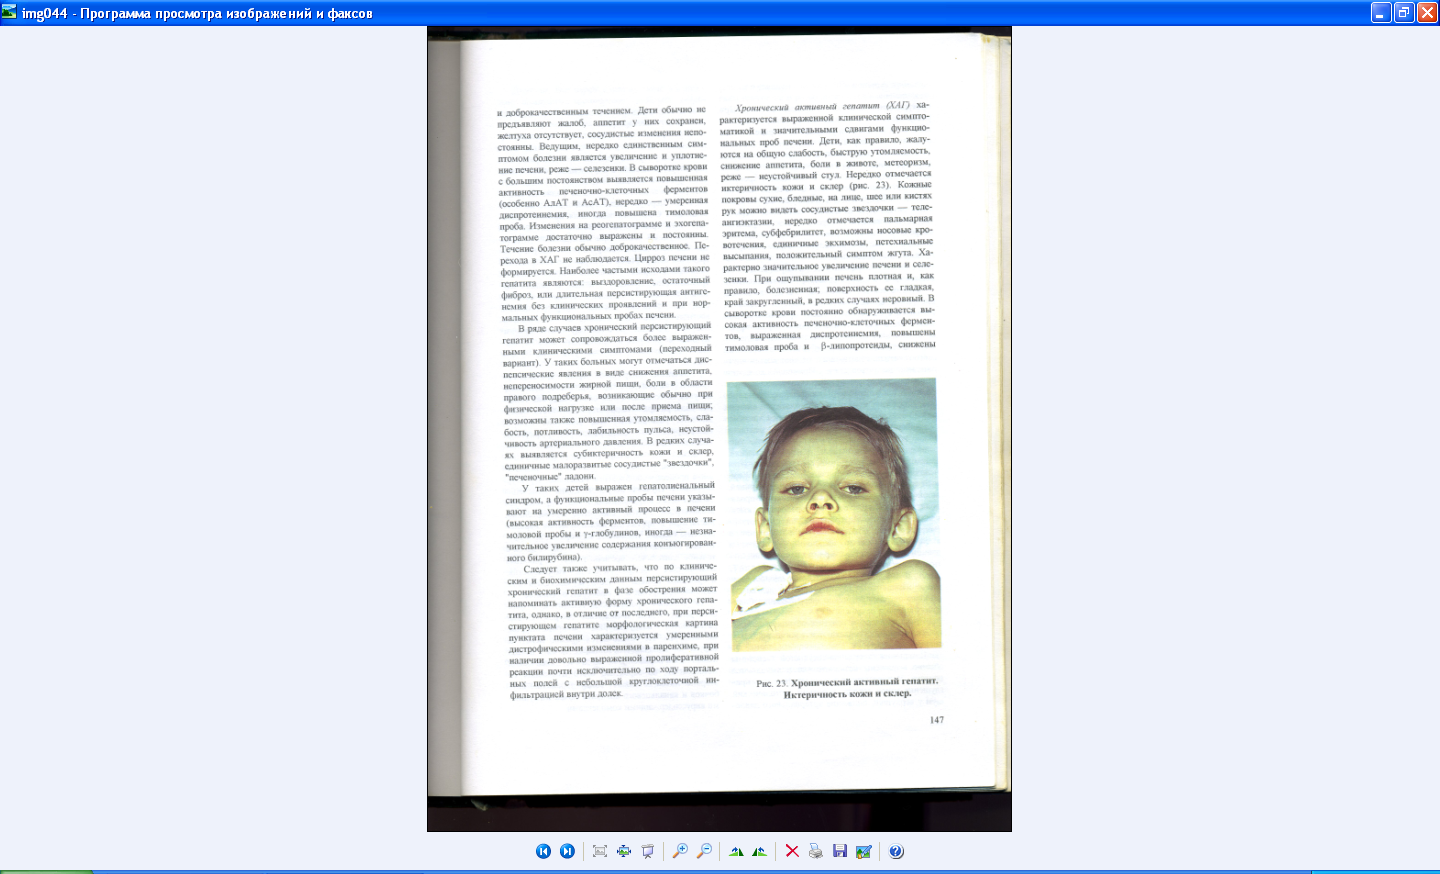 img044 - Программа просмотра изображений и факсов
и доброкачественным течением. Дети обычно не
предъявляют жалоб, аппетит у них сохранен,
желтуха отсутствует, сосудистые изменения непо-
стоянны. Ведущим, нередко единственным сим-
птомом болезни является увеличение и уплотне-
ние печени, реже — селезенки. В сыворотке крови
с большим постоянством выявляется повышенная
активность печеночно-клеточных ферментов
(особенно АлАТ и АсАТ), нередко — умеренная
диспротеинемия, иногда повышена тимоловая
проба. Изменения на реогепатограмме и эхогепа-
тограмме достаточно выражены и постоянны.
Течение болезни обычно доброкачественное. Пе-
рехода в ХАГ не наблюдается. Цирроз печени не
формируется. Наиболее частыми исходами такого
гепатита являются: выздоровление, остаточный
фиброз, или длительная персистирующая антиге-
немия без клинических проявлений и при нор-
мальных функциональных пробах печени.
В ряде случаев хронический персистирующий
гепатит может сопровождаться более выражен-
ными клиническими симптомами (переходный
вариант). У таких больных могут отмечаться дис-
пепсические явления в виде снижения аппетита,
непереносимости жирной пищи, боли в области
правого подреберья, возникающие обычно при
физической нагрузке или после приема пищи;
возможны также повышенная утомляемость, сла-
бость, потливость, лабильность пульса, неустой-
чивость артериального давления. В редких случа-
ях выявляется субиктеричность кожи и склер,
единичные малоразвитые сосудистые "звездочки",
"печеночные" ладони.
У таких детей выражен гепатолиенальный
синдром, а функциональные пробы печени указы-
вают на умеренно активный процесс в печени
(высокая активность ферментов, повышение ти-
моловой пробы и γ-глобулинов, иногда — незна-
чительное увеличение содержания конъюгирован-
ного билирубина).
Следует также учитывать, что по клиниче-
ским и биохимическим данным персистирующий
хронический гепатит в фазе обострения может
напоминать активную форму хронического гепа-
тита, однако, в отличие от последнего, при перси-
стирующем гепатите морфологическая картина
пунктата печени характеризуется умеренными
дистрофическими изменениями в паренхиме, при
наличии довольно выраженной пролиферативной
реакции почти исключительно по ходу порталь-
ных полей с небольшой круглоклеточной ин-
фильтрацией внутри долек.
Хронический активный гепатит (ХАГ) ха-
рактеризуется выраженной клинической симпто-
матикой и значительными сдвигами функцио-
нальных проб печени. Дети, как правило, жалу-
ются на общую слабость, быструю утомляемость,
снижение аппетита, боли в животе, метеоризм,
реже — неустойчивый стул. Нередко отмечается
иктеричность кожи и склер (рис. 23). Кожные
покровы сухие, бледные, на лице, шее или кистях
рук можно видеть сосудистые звездочки — теле-
ангиэктазии, нередко отмечается пальмарная
эритема, субфебрилитет, возможны носовые кро-
вотечения, единичные экхимозы, петехиальные
высыпания, положительный симптом жгута. Ха-
рактерно значительное увеличение печени и селе-
зенки. При ощупывании печень плотная и, как
правило, болезненная; поверхность ее гладкая,
край закругленный, в редких случаях неровный. В
сыворотке крови постоянно обнаруживается вы-
сокая активность печеночно-клеточных фермен-
тов, выраженная диспротеинемия, повышены
тимоловая проба и β-липопротеиды, снижены
Рис. 23. Хронический активный гепатит.
Иктеричность кожи и склер.
147